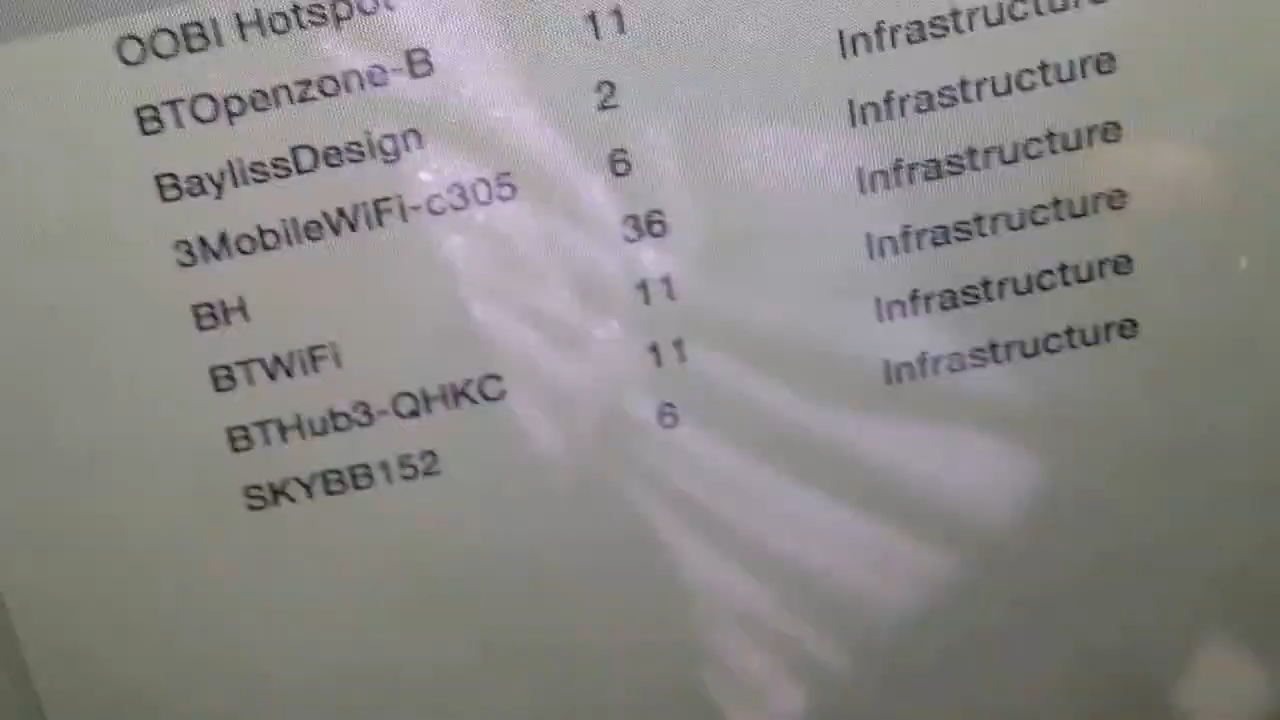 OOBI Hotspot
BTOpenzone-B 11
BaylissDesign 2 Infrastructure
3MobileWiFi-c305 6 Infrastructure
BH 36 Infrastructure
BTWiFi 11 Infrastructure
BTHub3-QHKC 11 Infrastructure
SKYBB152 6 Infrastructure